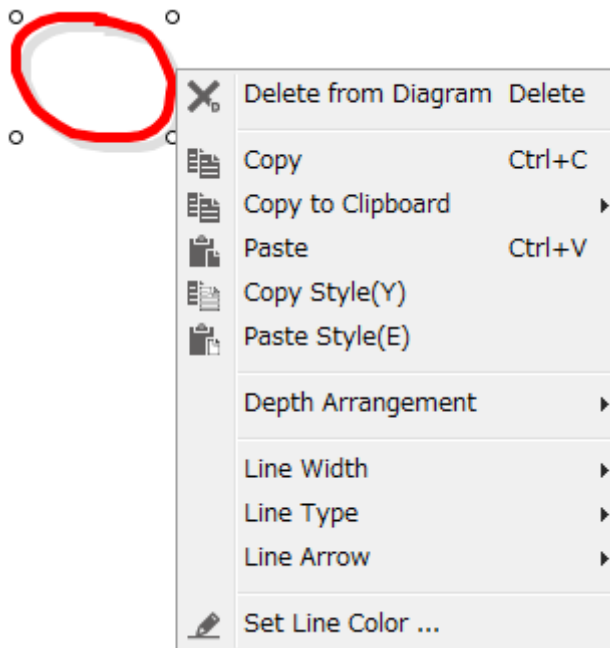 Delete from Diagram Delete
Copy Ctrl+C
Copy to Clipboard
Paste Ctrl+V
Copy Style(Y)
Paste Style(E)
Depth Arrangement
Line Width
Line Type
Line Arrow
Set Line Color ...